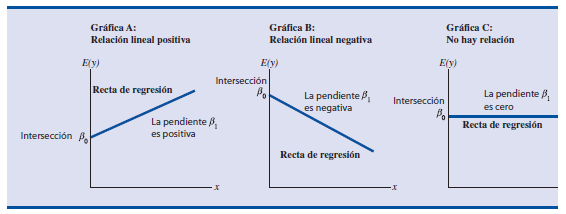 Gráfica A:
Relación lineal positiva
E(y)
Recta de regresión
La pendiente β₁
es positiva
Intersección β₀
x
Gráfica B:
Relación lineal negativa
E(y)
Intersección
β₀
La pendiente β₁
es negativa
Recta de regresión
x
Gráfica C:
No hay relación
E(y)
Intersección
β₀
La pendiente β₁
es cero
Recta de regresión